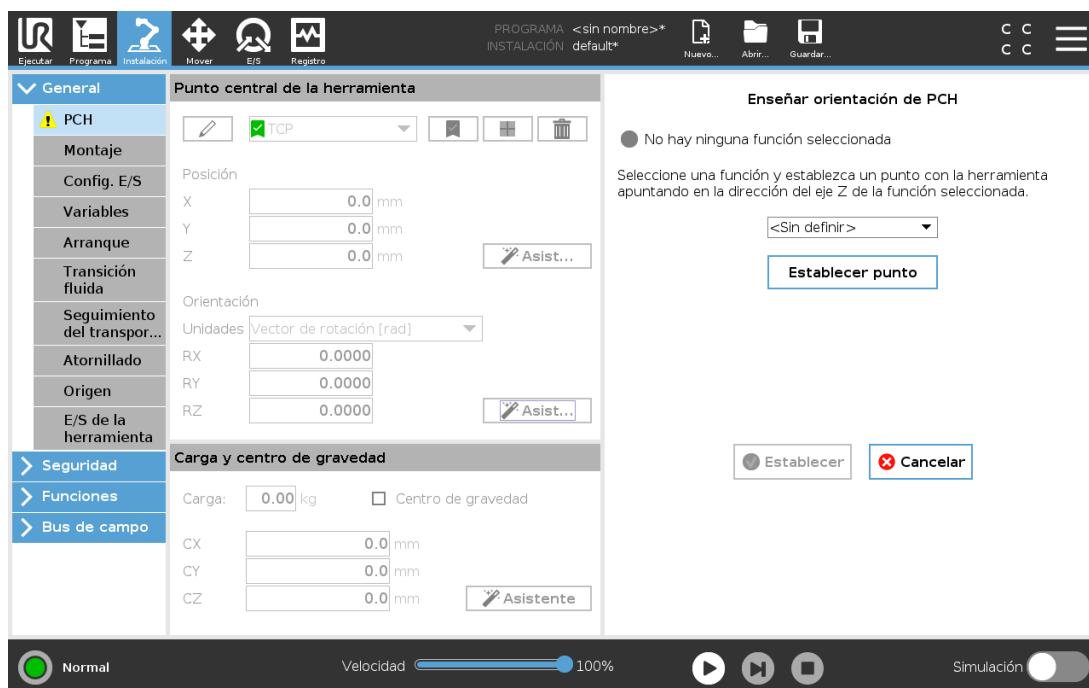 PROGRAMA <sin nombre>*
INSTALACIÓN default*
Ejecutar
Programa
Instalación
Mover
E/S
Registro
Nuevo...
Abrir...
Guardar...
C C
C C
General
PCH
Montaje
Config. E/S
Variables
Arranque
Transición
fluida
Seguimiento
del transpor...
Atornillado
Origen
E/S de la
herramienta
Seguridad
Funciones
Bus de campo
Punto central de la herramienta
TCP
Posición
X 0.0 mm
Y 0.0 mm
Z 0.0 mm
Asist...
Orientación
Unidades Vector de rotación [rad]
RX 0.0000
RY 0.0000
RZ 0.0000
Asist...
Carga y centro de gravedad
Carga: 0.00 kg
Centro de gravedad
CX 0.0 mm
CY 0.0 mm
CZ 0.0 mm
Asistente
Enseñar orientación de PCH
No hay ninguna función seleccionada
Seleccione una función y establezca un punto con la herramienta
apuntando en la dirección del eje Z de la función seleccionada.
<Sin definir>
Establecer punto
Establecer
Cancelar
Normal
Velocidad 100%
Simulación